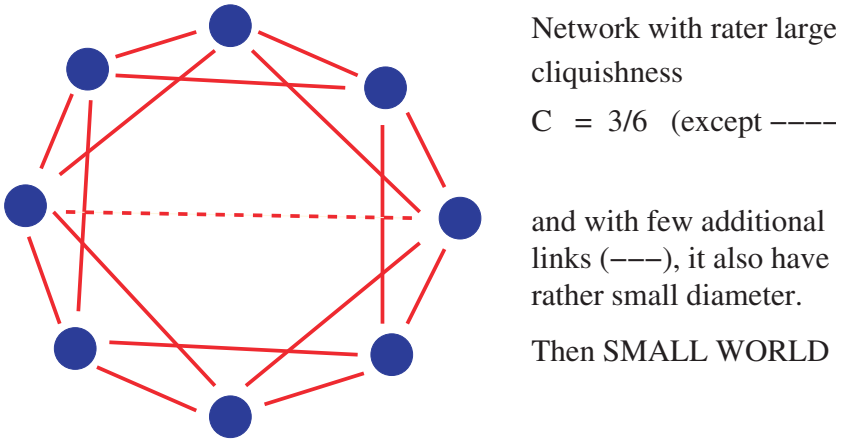 Network with rater large
cliquishness
C = 3/6 (except −−−−
and with few additional
links (−−−), it also have
rather small diameter.
Then SMALL WORLD